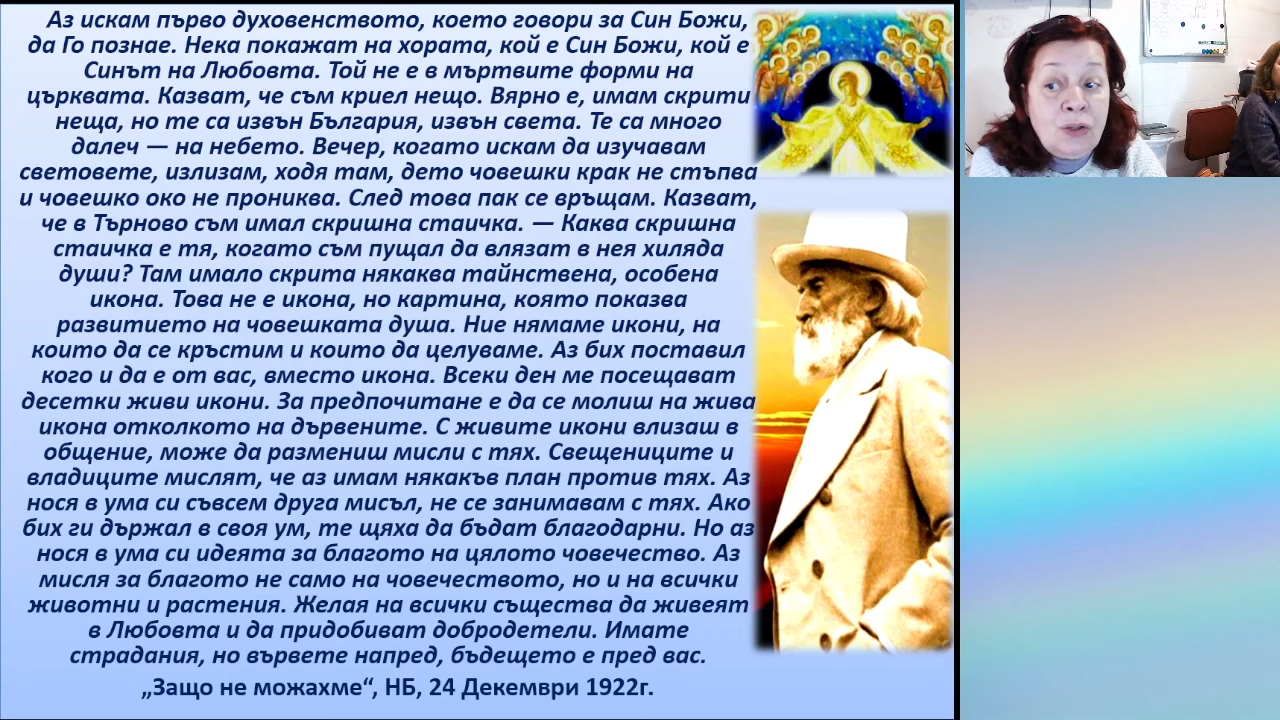 Аз искам първо духовенството, което говори за Син Божи,
да Го познае. Нека покажат на хората, кой е Син Божи, кой е
Синът на Любовта. Той не е в мъртвите форми на
църквата. Казват, че съм криел нещо. Вярно е, имам скрити
неща, но те са извън България, извън света. Те са много
далеч — на небето. Вечер, когато искам да изучавам
световете, излизам, ходя там, дето човешки крак не стъпва
и човешко око не прониква. След това пак се връщам. Казват,
че в Търново съм имал скришна стаичка. — Каква скришна
стаичка е тя, когато съм пущал да влязат в нея хиляда
души? Там имало скрита някаква тайнствена, особена
икона. Това не е икона, но картина, която показва
развитието на човешката душа. Ние нямаме икони, на
които да се кръстим и които да целуваме. Аз бих поставил
кого и да е от вас, вместо икона. Всеки ден ме посещават
десетки живи икони. За предпочитане е да се молиш на жива
икона отколкото на дървените. С живите икони влизаш в
общение, може да размениш мисли с тях. Свещениците и
владиците мислят, че аз имам някакъв план против тях. Аз
нося в ума си съвсем друга мисъл, не се занимавам с тях. Ако
бих ги държал в своя ум, те щяха да бъдат благодарни. Но аз
нося в ума си идеята за благото на цялото човечество. Аз
мисля за благото не само на човечеството, но и на всички
животни и растения. Желая на всички същества да живеят
в Любовта и да придобиват добродетели. Имате
страдания, но вървете напред, бъдещето е пред вас.
„Защо не можахме“, НБ, 24 Декември 1922г.